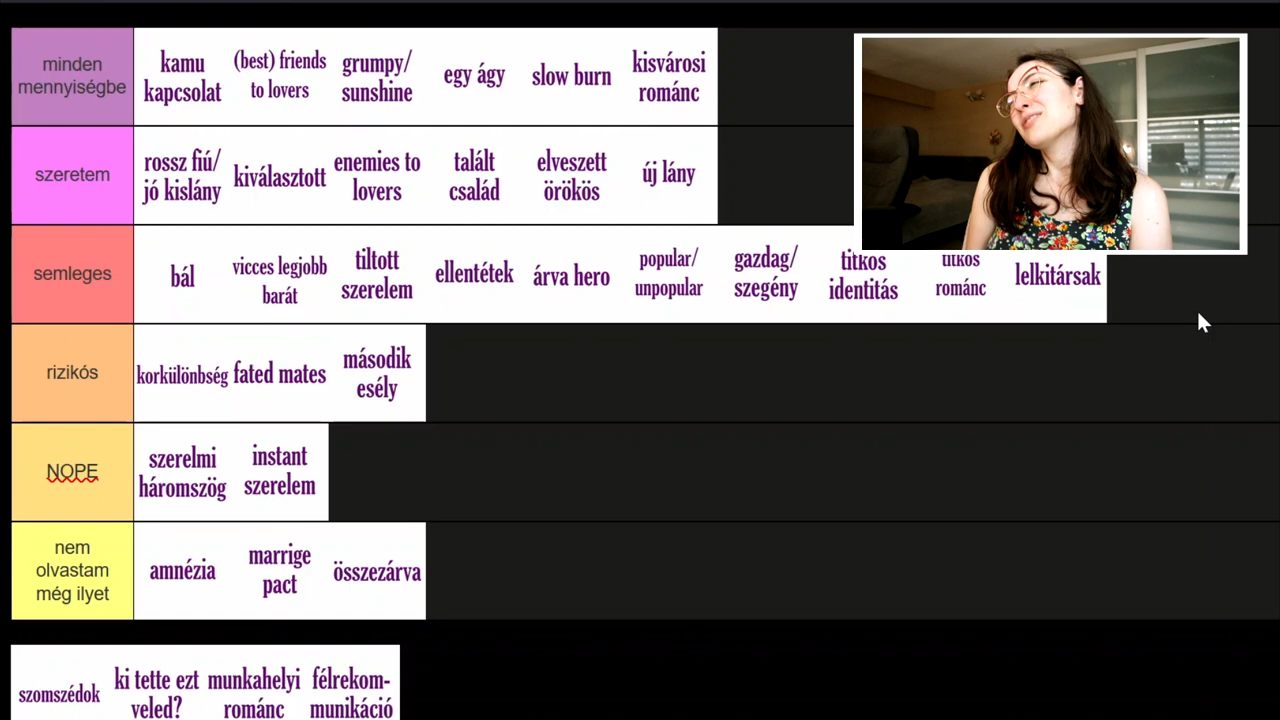 minden
mennyiségbe
kamu
kapcsolat
(best) friends
to lovers
grumpy/
sunshine
egy ágy
slow burn
kisvárosi
románc
szeretem
rossz fiú/
jó kislány
kiválasztott
enemies to
lovers
talált
család
elveszett
örökös
új lány
semleges
bál
vicces legjobb
barát
tiltott
szerelem
ellentétek
árva hero
popular/
unpopular
gazdag/
szegény
titkos
identitás
titkos
románc
lelkitársak
rizikós
korkülönbség
fated mates
második
esély
NOPE
szerelmi
háromszög
instant
szerelem
nem
olvastam
még ilyet
amnézia
marrige
pact
összezárva
szomszédok
ki tette ezt
veled?
munkahelyi
románc
félrekom-
munikáció